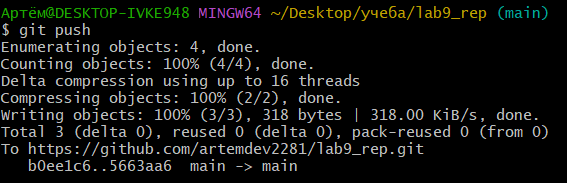 Артём@DESKTOP-IVKE948 MINGW64 ~/Desktop/учеба/lab9_rep (main)
$ git push
Enumerating objects: 4, done.
Counting objects: 100% (4/4), done.
Delta compression using up to 16 threads
Compressing objects: 100% (2/2), done.
Writing objects: 100% (3/3), 318 bytes | 318.00 KiB/s, done.
Total 3 (delta 0), reused 0 (delta 0), pack-reused 0 (from 0)
To https://github.com/artemdev2281/lab9_rep.git
   b0ee1c6..5663aa6  main -> main